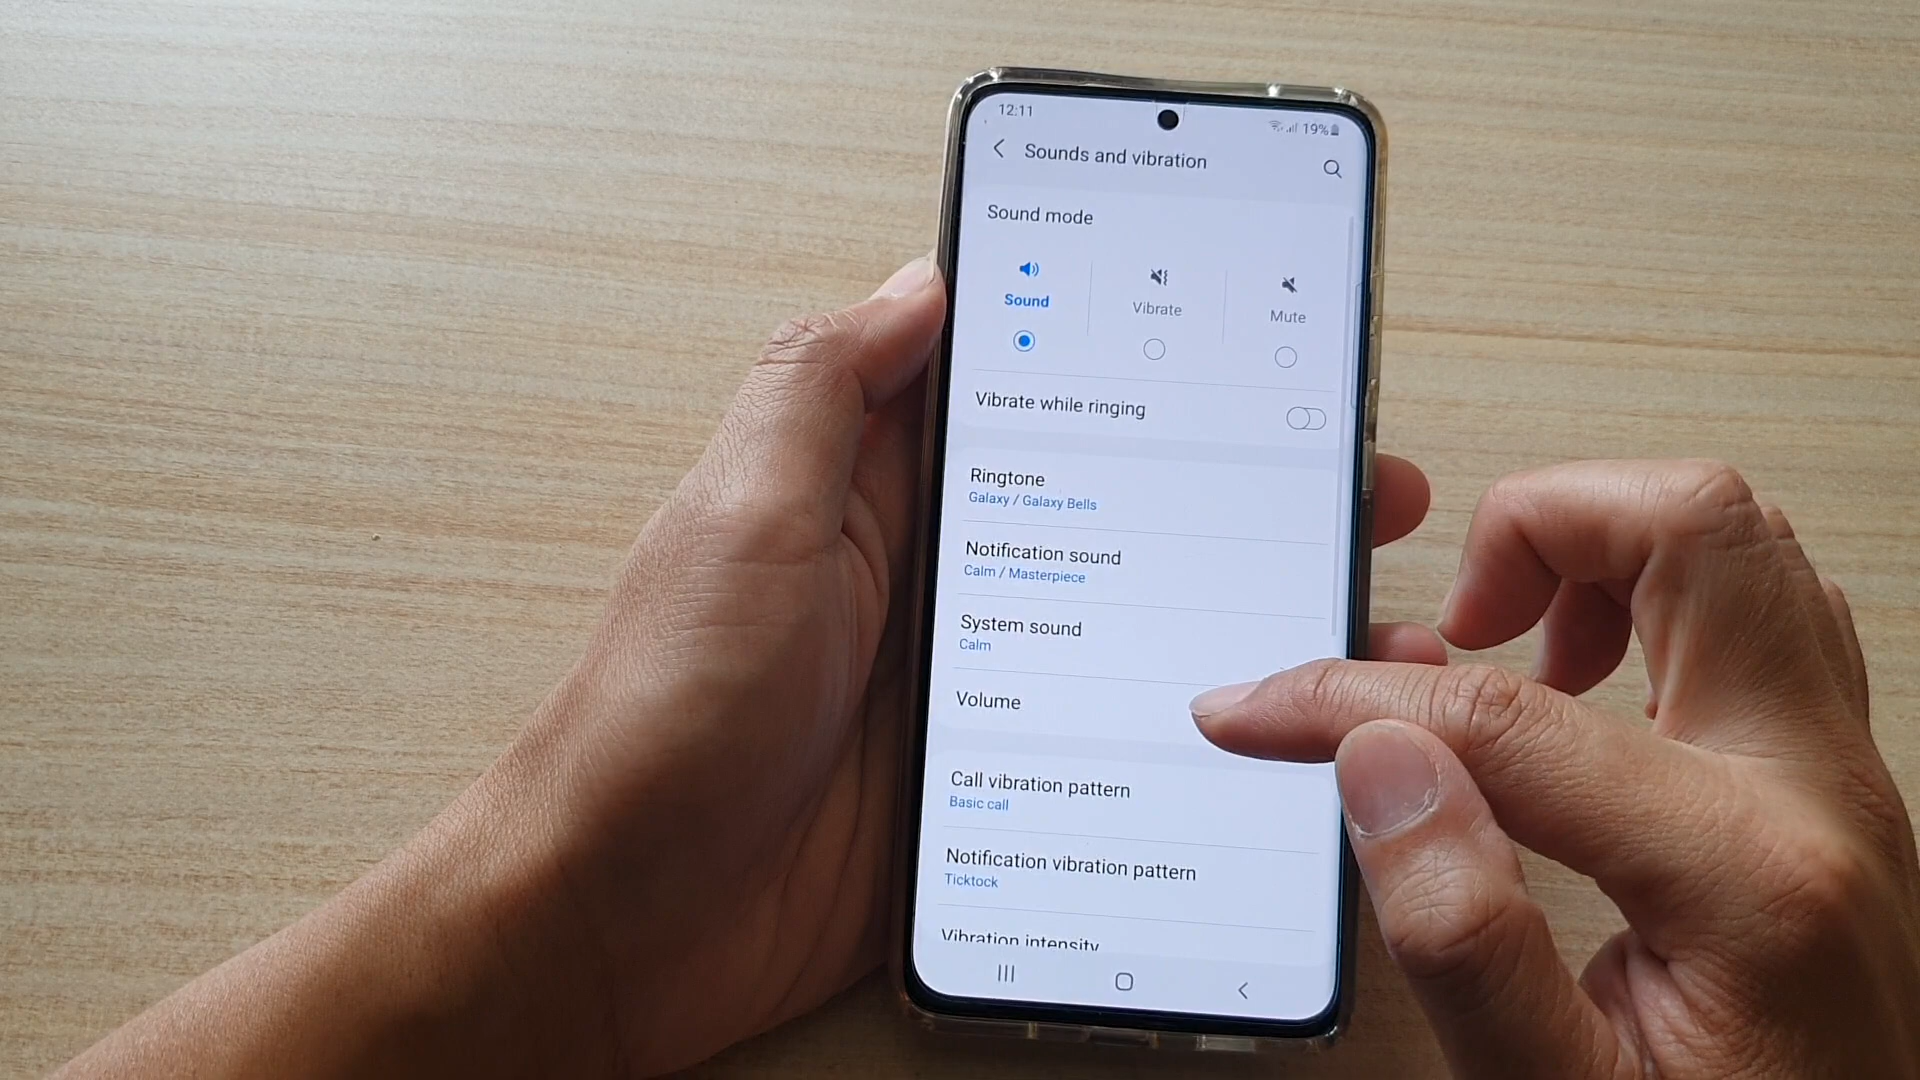 12:11
19%
Sounds and vibration
Sound mode
Sound
Vibrate
Mute
Vibrate while ringing
Ringtone
Galaxy / Galaxy Bells
Notification sound
Calm / Masterpiece
System sound
Calm
Volume
Call vibration pattern
Basic call
Notification vibration pattern
Ticktock
Vibration intensity